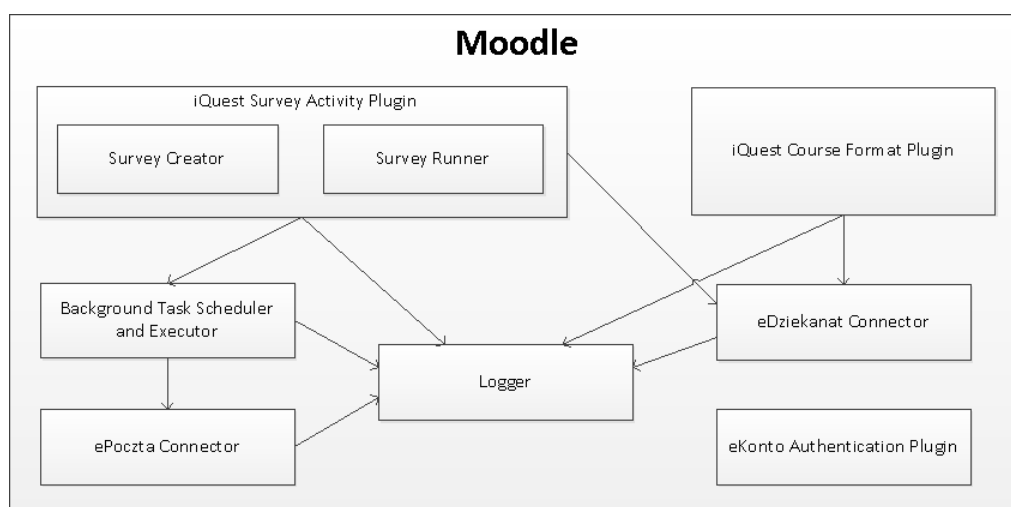 Moodle
iQuest Survey Activity Plugin
Survey Creator
Survey Runner
iQuest Course Format Plugin
Background Task Scheduler
and Executor
eDziekanat Connector
Logger
ePoczta Connector
eKonto Authentication Plugin